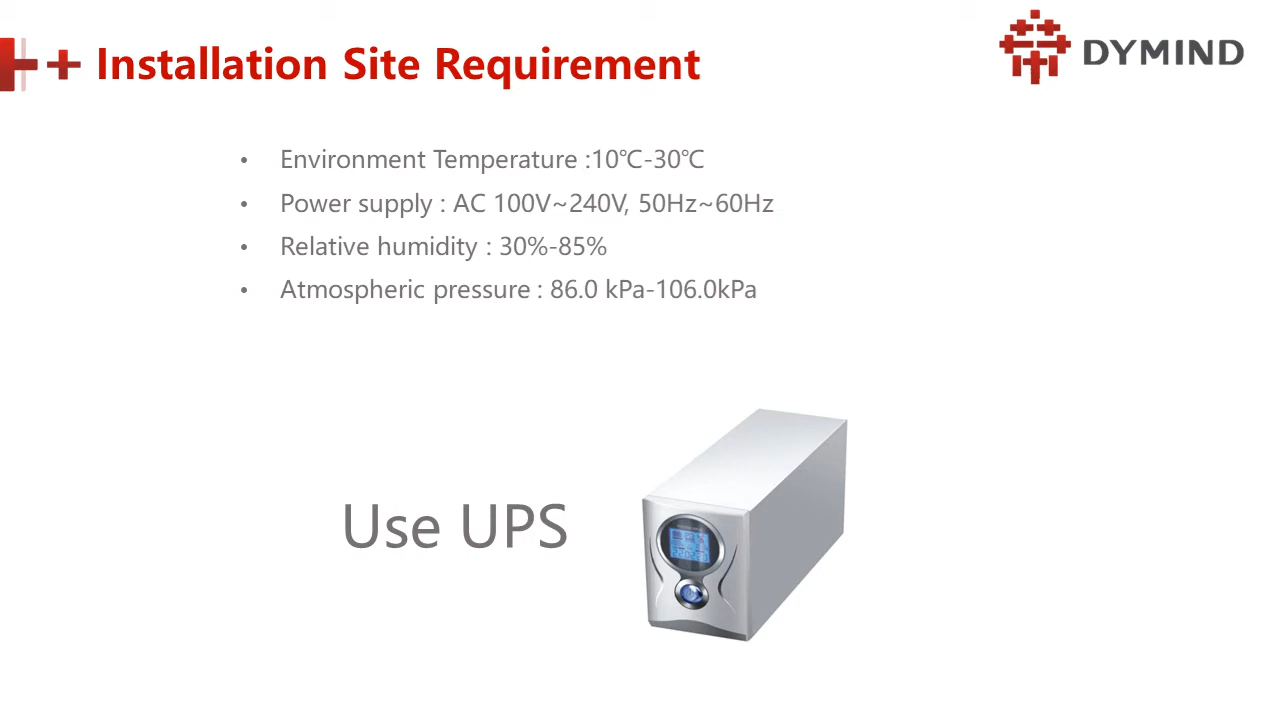 Installation Site Requirement
DYMIND
• Environment Temperature :10℃-30℃
• Power supply : AC 100V~240V, 50Hz~60Hz
• Relative humidity : 30%-85%
• Atmospheric pressure : 86.0 kPa-106.0kPa
Use UPS